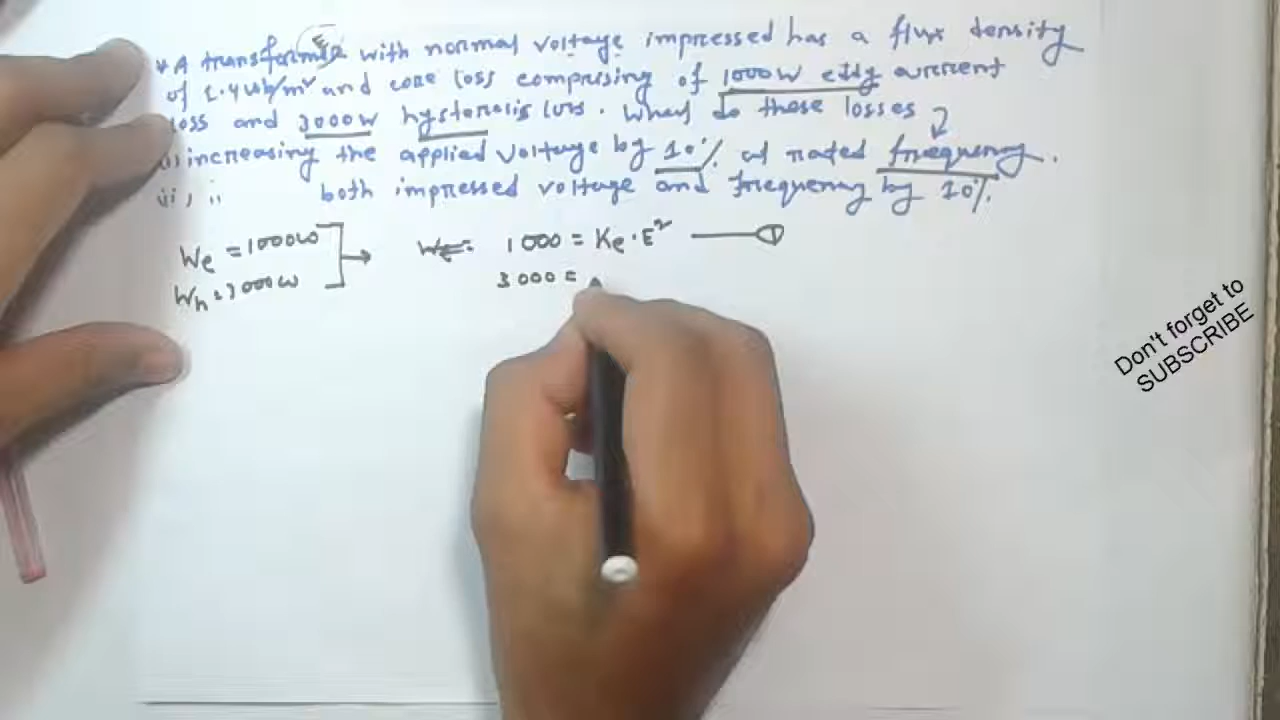 * A transformer with normal voltage impressed has a flux density
of 1.4 wb/m² and core loss comprising of 1000W eddy current
loss and 3000W hysteresis loss. What do these losses
i) increasing the applied voltage by 10% at rated frequency.
ii) ,, both impressed voltage and frequency by 10%.
We = 1000W
Wh = 3000W
1000 = Ke · E² ① 
3000 =
Don't forget to
SUBSCRIBE